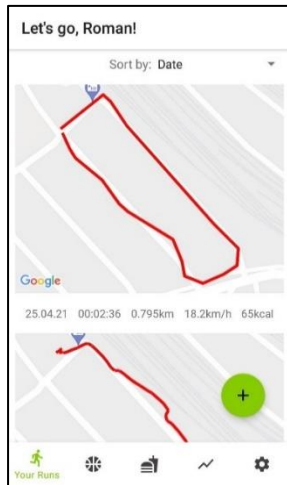 Let's go, Roman!
Sort by: Date
Google
25.04.21 00:02:36 0.795km 18.2km/h 65kcal
+
Your Runs